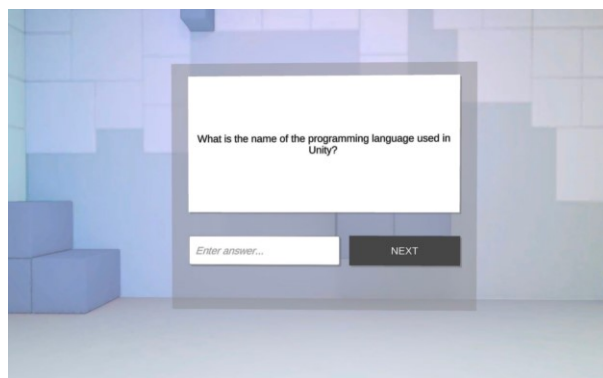 What is the name of the programming language used in
Unity?
Enter answer...
NEXT